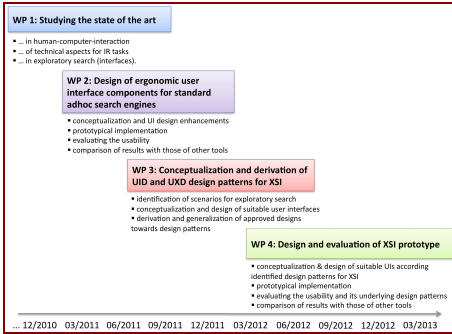 WP 1: Studying the state of the art
▪ ... in human-computer-interaction
▪ ... of technical aspects for IR tasks
▪ ... in exploratory search (interfaces).
WP 2: Design of ergonomic user
interface components for standard
adhoc search engines
▪ conceptualization and UI design enhancements
▪ prototypical implementation
▪ evaluating the usability
▪ comparison of results with those of other tools
WP 3: Conceptualization and derivation of
UID and UXD design patterns for XSI
▪ identification of scenarios for exploratory search
▪ conceptualization and design of suitable user interfaces
▪ derivation and generalization of approved designs
towards design patterns
WP 4: Design and evaluation of XSI prototype
▪ conceptualization & design of suitable UIs according
identified design patterns for XSI
▪ prototypical implementation
▪ evaluating the usability and its underlying design patterns
▪ comparison of results with those of other tools
... 12/2010 03/2011 06/2011 09/2011 12/2011 03/2012 06/2012 09/2012 12/2012 03/2013